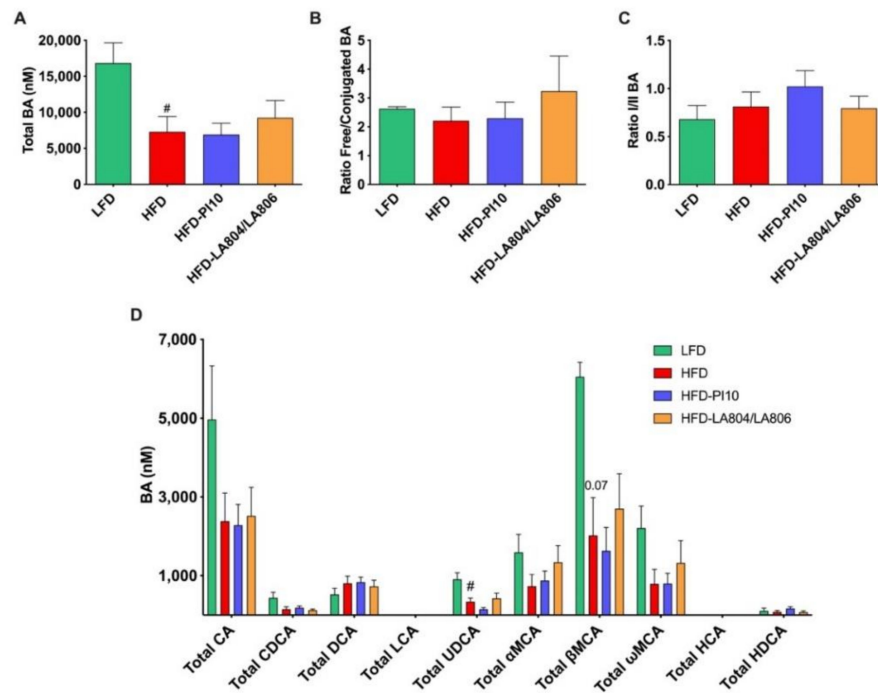 A
Total BA (nM)
20,000
15,000
10,000
5,000
0
#
LFD
HFD
HFD-PI10
HFD-LA804/LA806
B
Ratio Free/Conjugated BA
5
4
3
2
1
0
LFD
HFD
HFD-PI10
HFD-LA804/LA806
C
Ratio I/II BA
1.5
1.0
0.5
0.0
LFD
HFD
HFD-PI10
HFD-LA804/LA806
D
BA (nM)
7,000
5,000
3,000
1,000
#
0.07
LFD
HFD
HFD-PI10
HFD-LA804/LA806
Total CA
Total CDCA
Total DCA
Total LCA
Total UDCA
Total αMCA
Total βMCA
Total ωMCA
Total HCA
Total HDCA